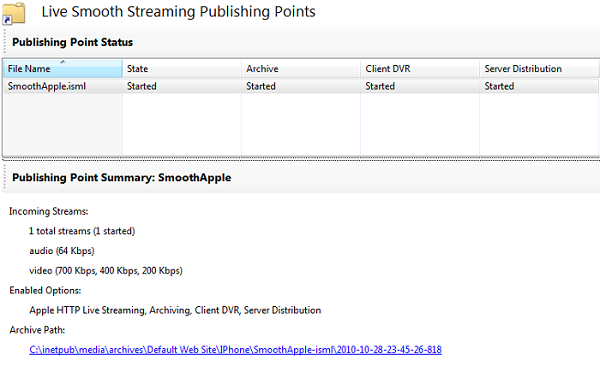 Live Smooth Streaming Publishing Points
Publishing Point Status
File Name State Archive Client DVR Server Distribution
SmoothApple.isml Started Started Started Started
Publishing Point Summary: SmoothApple
Incoming Streams:
1 total streams (1 started)
audio (64 Kbps)
video (700 Kbps, 400 Kbps, 200 Kbps)
Enabled Options:
Apple HTTP Live Streaming, Archiving, Client DVR, Server Distribution
Archive Path:
C:\inetpub\media\archives\Default Web Site\IPhone\SmoothApple-isml\2010-10-28-23-45-26-818